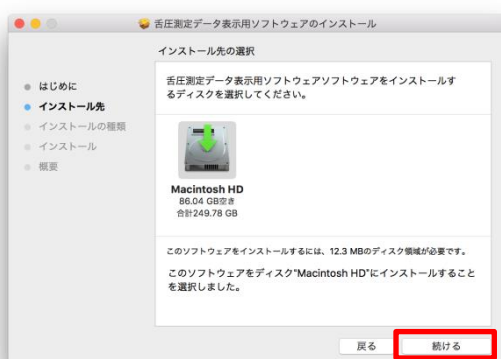 舌圧測定データ表示用ソフトウェアのインストール
インストール先の選択
はじめに
インストール先
インストールの種類
インストール
概要
舌圧測定データ表示用ソフトウェアソフトウェアをインストールす
るディスクを選択してください。
Macintosh HD
86.04 GB空き
合計249.78 GB
このソフトウェアをインストールするには、12.3 MBのディスク領域が必要です。
このソフトウェアをディスク"Macintosh HD"にインストールすること
を選択しました。
戻る
続ける